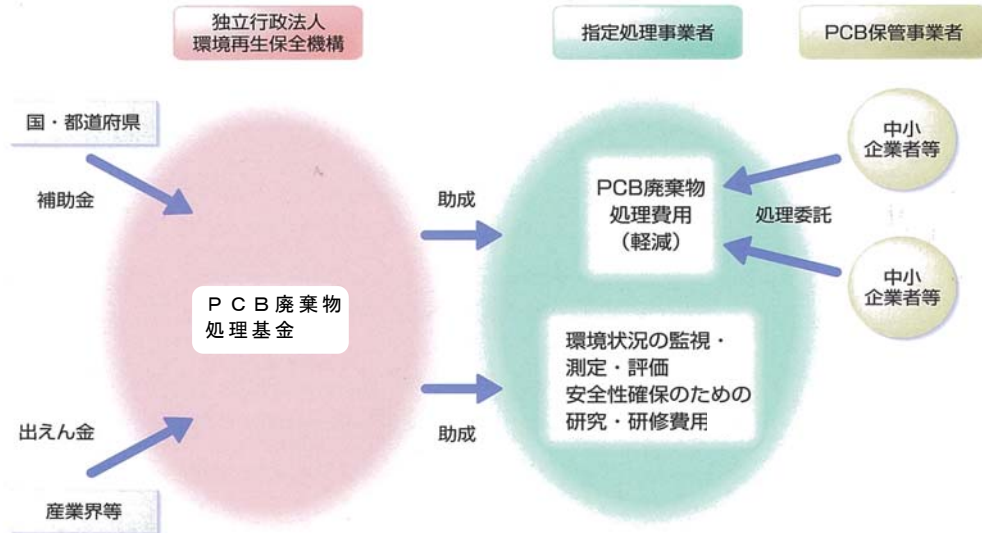 独立行政法人
環境再生保全機構
指定処理事業者
PCB保管事業者
国・都道府県
補助金
ＰＣＢ廃棄物
処理基金
出えん金
産業界等
助成
助成
PCB廃棄物
処理費用
（軽減）
環境状況の監視・
測定・評価
安全性確保のための
研究・研修費用
処理委託
中小
企業者等
中小
企業者等